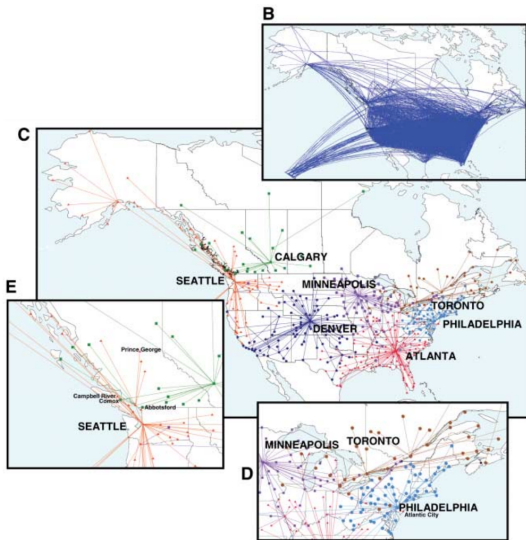 B
C
CALGARY
SEATTLE
MINNEAPOLIS
TORONTO
PHILADELPHIA
DENVER
ATLANTA
E
Prince George
Campbell River
Comox
Abbotsford
SEATTLE
D
MINNEAPOLIS TORONTO
PHILADELPHIA
Atlantic City